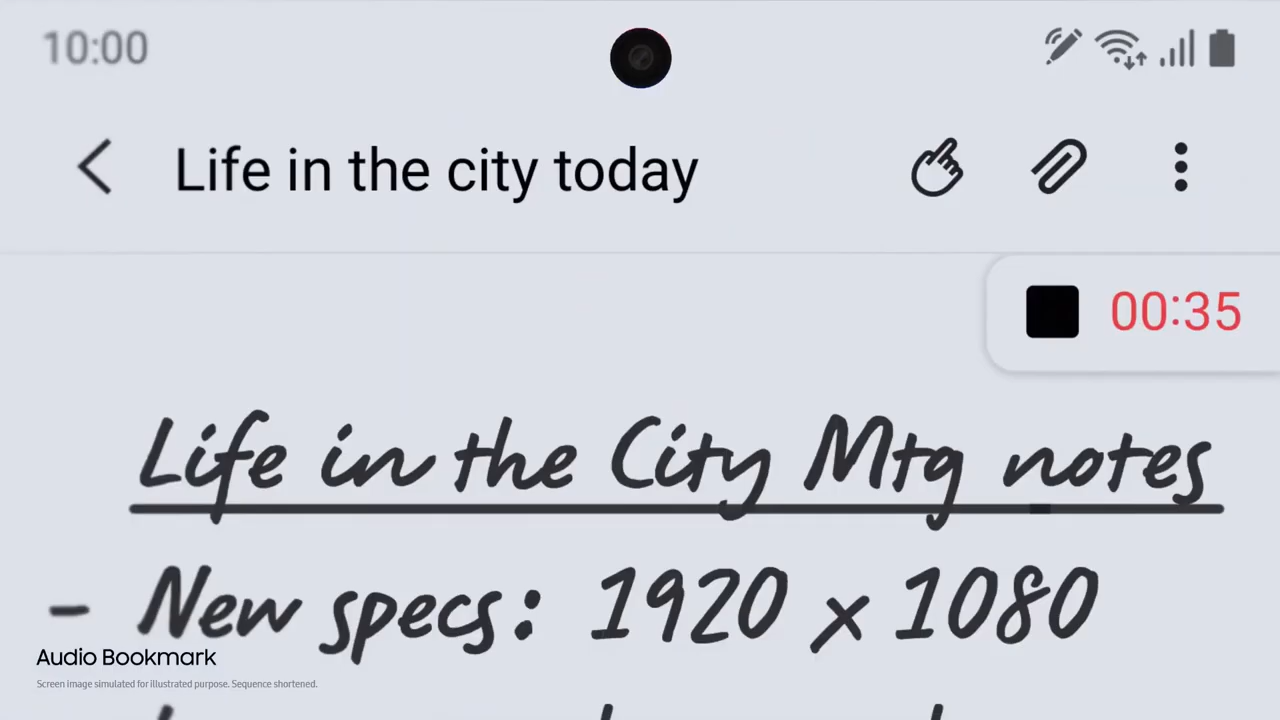 10:00
Life in the city today
00:35
Life in the City Mtg notes
- New specs: 1920 x 1080
Audio Bookmark
Screen image simulated for illustrated purpose. Sequence shortened.